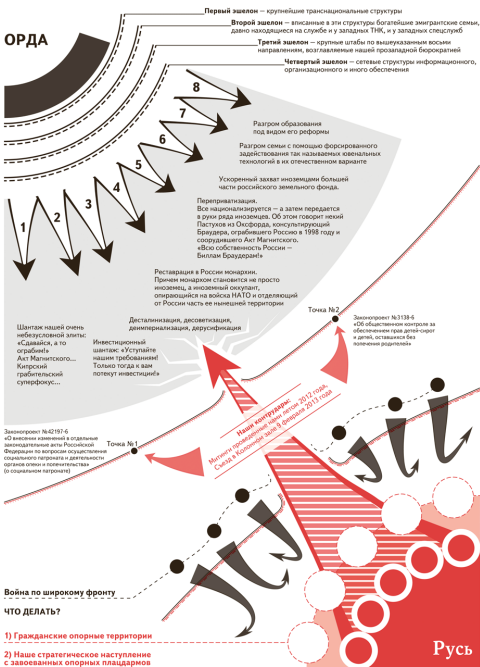 Первый эшелон — крупнейшие транснациональные структуры
Второй эшелон — вписанные в эти структуры богатейшие эмигрантские семьи,
давно находящиеся на службе и у западных ТНК, и у западных спецслужб
Третий эшелон — крупные штабы по вышеуказанным восьми
направлениям, возглавляемые нашей прозападной бюрократией
Четвертый эшелон — сетевые структуры информационного,
организационного и иного обеспечения
ОРДА
8
7
6
5
4
3
2
1
Разгром образования
под видом его реформы
Разгром семьи с помощью форсированного
задействования так называемых ювенальных
технологий в их отечественном варианте
Ускоренный захват иноземцами большей
части российского земельного фонда.
Переприватизация.
Все национализируется — а затем передается
в руки ряда иноземцев. Об этом говорит некий
Пастухов из Оксфорда, консультирующий
Браудера, ограбившего Россию в 1998 году и
соорудившего Акт Магнитского.
«Всю собственность России —
Биллам Браудерам!»
Реставрация в России монархии.
Причем монархом становится не просто
иноземец, а иноземный оккупант,
опирающийся на войска НАТО и отделяющий
от России часть ее нынешней территории
Десталинизация, десоветизация,
деимпериализация, дерусификация
Инвестиционный
шантаж: «Уступайте
нашим требованиям!
Только тогда к вам
потекут инвестиции!»
Шантаж нашей очень
небезусловной элиты:
«Сдавайся, а то
ограбим!»
Акт Магнитского...
Кипрский
грабительский
суперфокус...
Точка №2
Законопроект №3138-6
«Об общественном контроле за
обеспечением прав детей-сирот
и детей, оставшихся без
попечения родителей»
Наши контрудары:
Митинги проведенные нами летом 2012 года,
Съезд в Колонном зале 9 февраля 2013 года
Законопроект №42197-6
«О внесении изменений в отдельные
законодательные акты Российской
Федерации по вопросам осуществления
социального патроната и деятельности
органов опеки и попечительства»
(о социальном патронате)
Точка №1
Война по широкому фронту
ЧТО ДЕЛАТЬ?
1) Гражданские опорные территории
2) Наше стратегическое наступление
с завоеванных опорных плацдармов
Русь